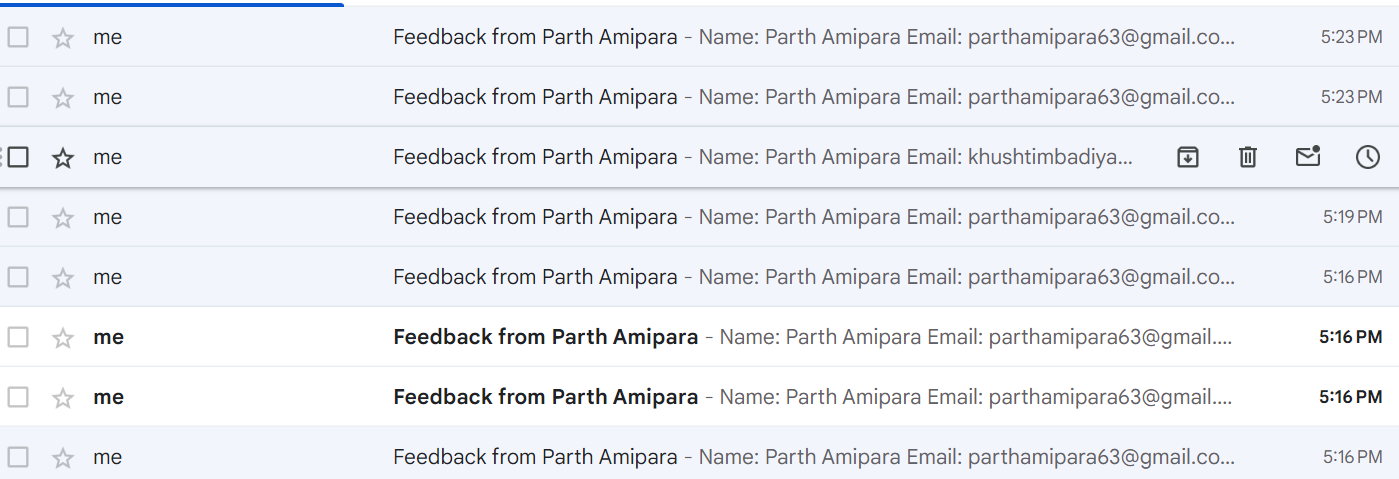 me Feedback from Parth Amipara - Name: Parth Amipara Email: parthamipara63@gmail.co... 5:23 PM
me Feedback from Parth Amipara - Name: Parth Amipara Email: parthamipara63@gmail.co... 5:23 PM
me Feedback from Parth Amipara - Name: Parth Amipara Email: khushtimbadiya...
me Feedback from Parth Amipara - Name: Parth Amipara Email: parthamipara63@gmail.co... 5:19 PM
me Feedback from Parth Amipara - Name: Parth Amipara Email: parthamipara63@gmail.co... 5:16 PM
me Feedback from Parth Amipara - Name: Parth Amipara Email: parthamipara63@gmail.... 5:16 PM
me Feedback from Parth Amipara - Name: Parth Amipara Email: parthamipara63@gmail.... 5:16 PM
me Feedback from Parth Amipara - Name: Parth Amipara Email: parthamipara63@gmail.co... 5:16 PM